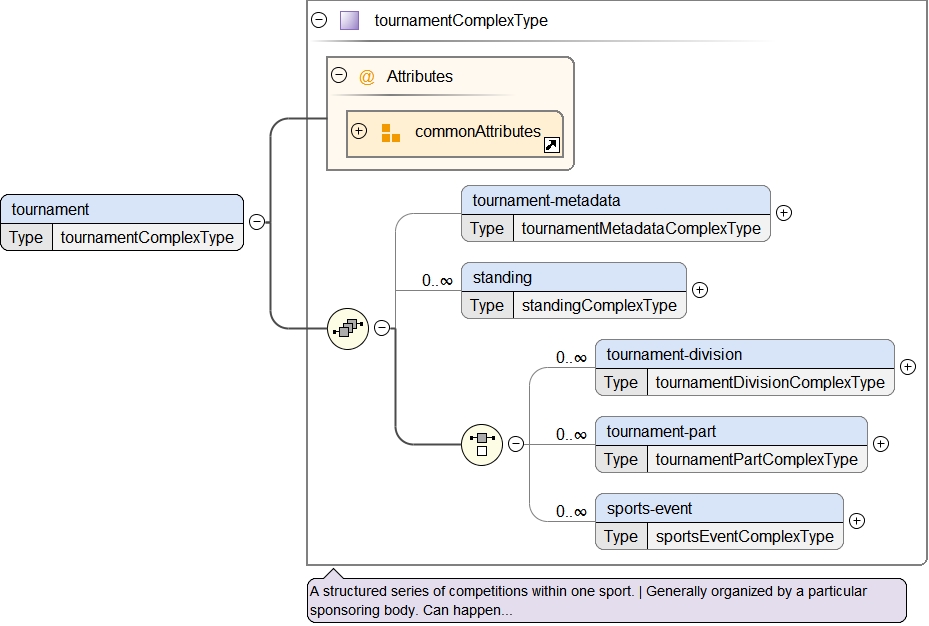 tournamentComplexType
@ Attributes
commonAttributes
tournament
Type tournamentComplexType
tournament-metadata
Type tournamentMetadataComplexType
0..∞ standing
Type standingComplexType
0..∞ tournament-division
Type tournamentDivisionComplexType
0..∞ tournament-part
Type tournamentPartComplexType
0..∞ sports-event
Type sportsEventComplexType
A structured series of competitions within one sport. | Generally organized by a particular
sponsoring body. Can happen...